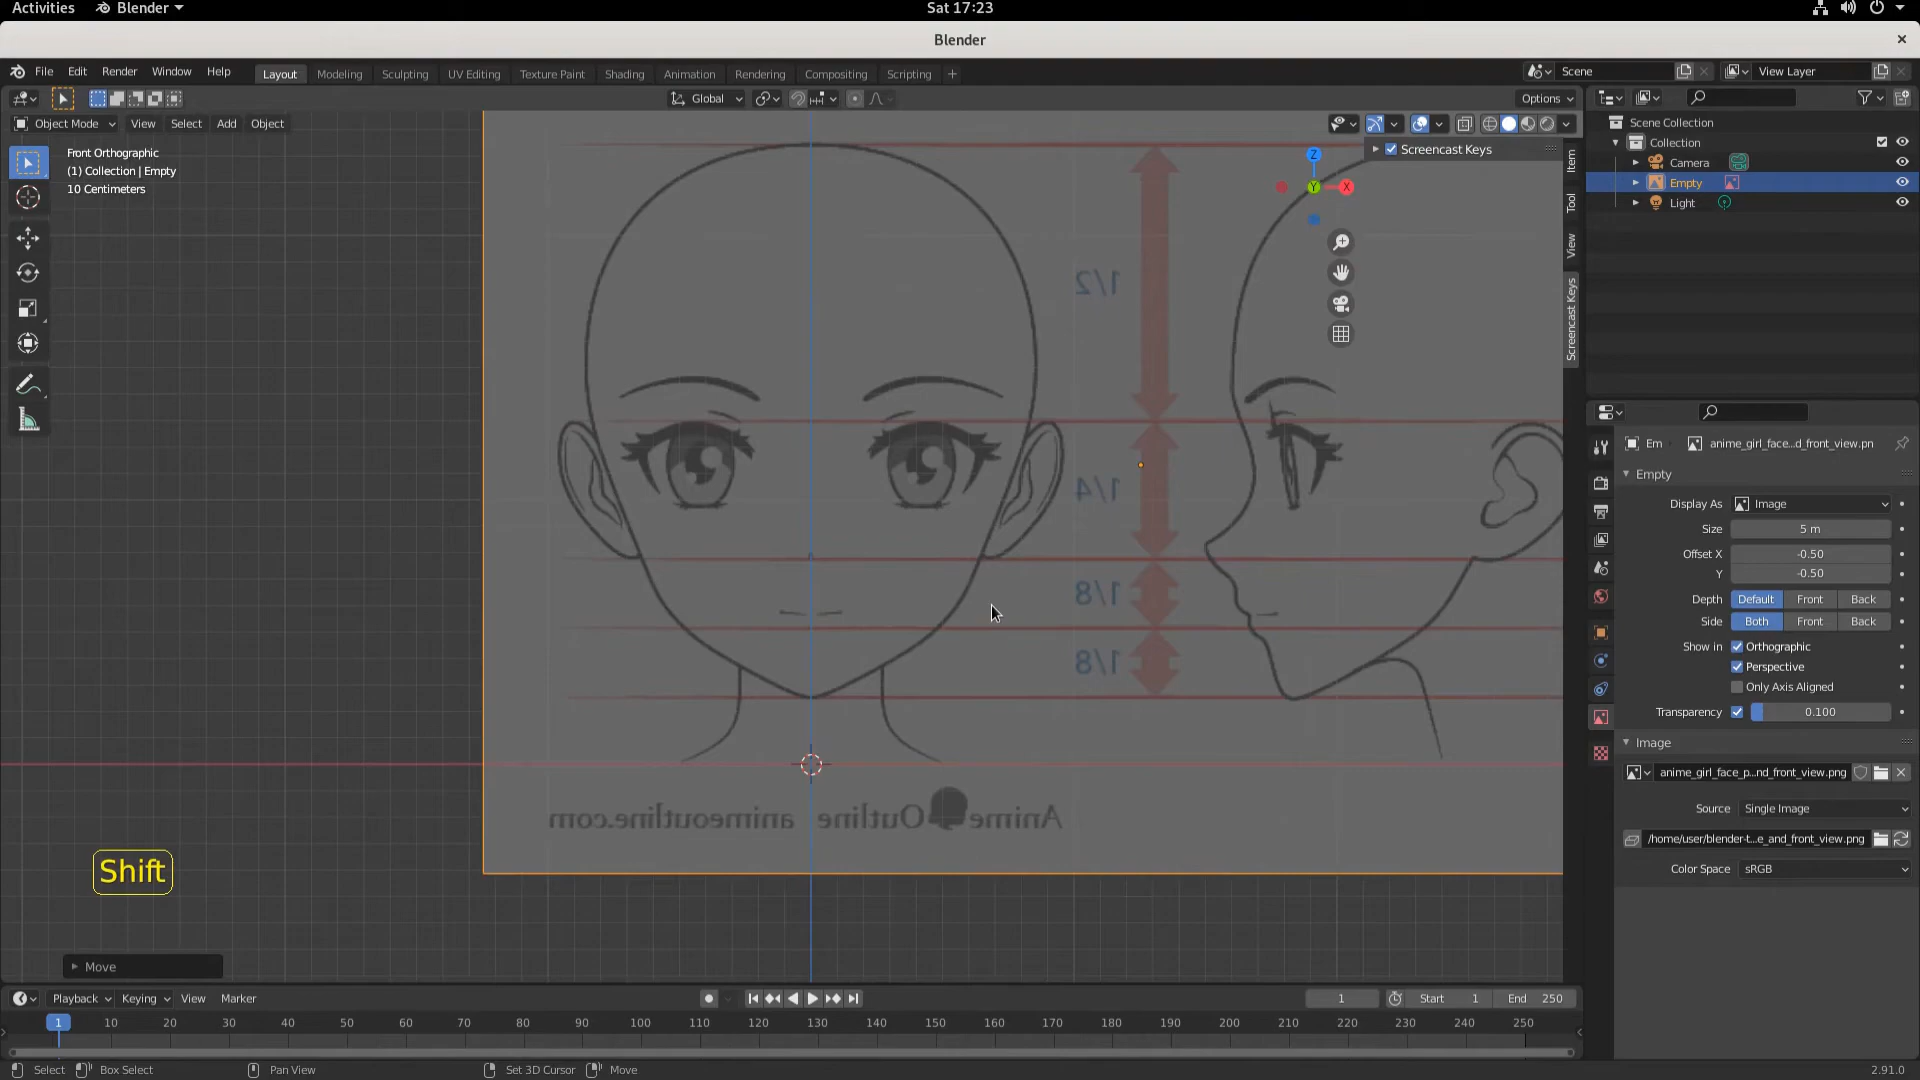 Activities Blender Sat 17:23
Blender
File Edit Render Window Help Layout Modeling Sculpting UV Editing Texture Paint Shading Animation Rendering Compositing Scripting + Scene View Layer
Global Options
Object Mode View Select Add Object
Front Orthographic
(1) Collection | Empty
10 Centimeters
Screencast Keys
Z
Y
X
Item
Tool
View
Screencast Keys
Scene Collection
Collection
Camera
Empty
Light
1/2
1/4
1/8
1/8
AnimeOutline animeoutline.com
Em anime_girl_face...d_front_view.pn
Empty
Display As Image
Size 5 m
Offset X -0.50
Y -0.50
Depth Default Front Back
Side Both Front Back
Show in Orthographic
Perspective
Only Axis Aligned
Transparency 0.100
Image
anime_girl_face_p...nd_front_view.png
Source Single Image
/home/user/blender-t...e_and_front_view.png
Color Space sRGB
Shift
Move
Playback Keying View Marker 1 Start 1 End 250
1 10 20 30 40 50 60 70 80 90 100 110 120 130 140 150 160 170 180 190 200 210 220 230 240 250
Select Box Select Pan View Set 3D Cursor Move 2.91.0